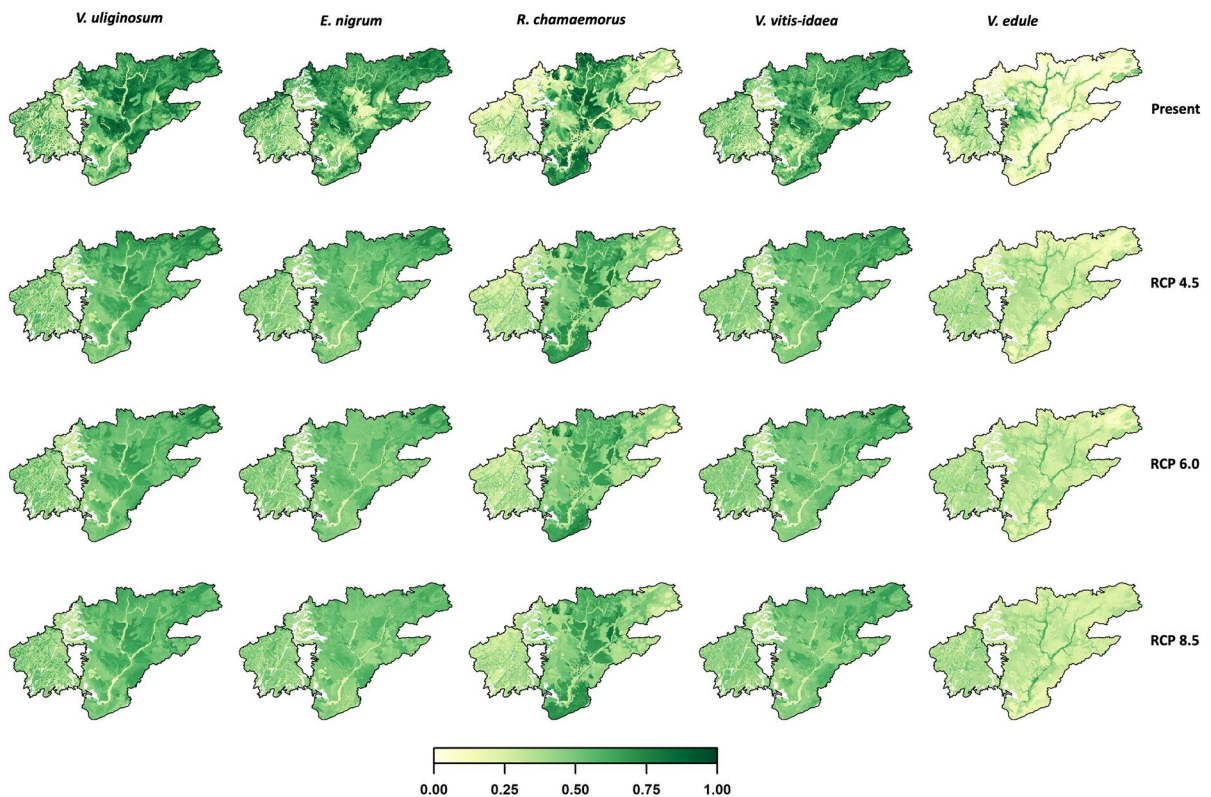 V. uliginosum E. nigrum R. chamaemorus V. vitis-idaea V. edule
Present
RCP 4.5
RCP 6.0
RCP 8.5
0.00 0.25 0.50 0.75 1.00